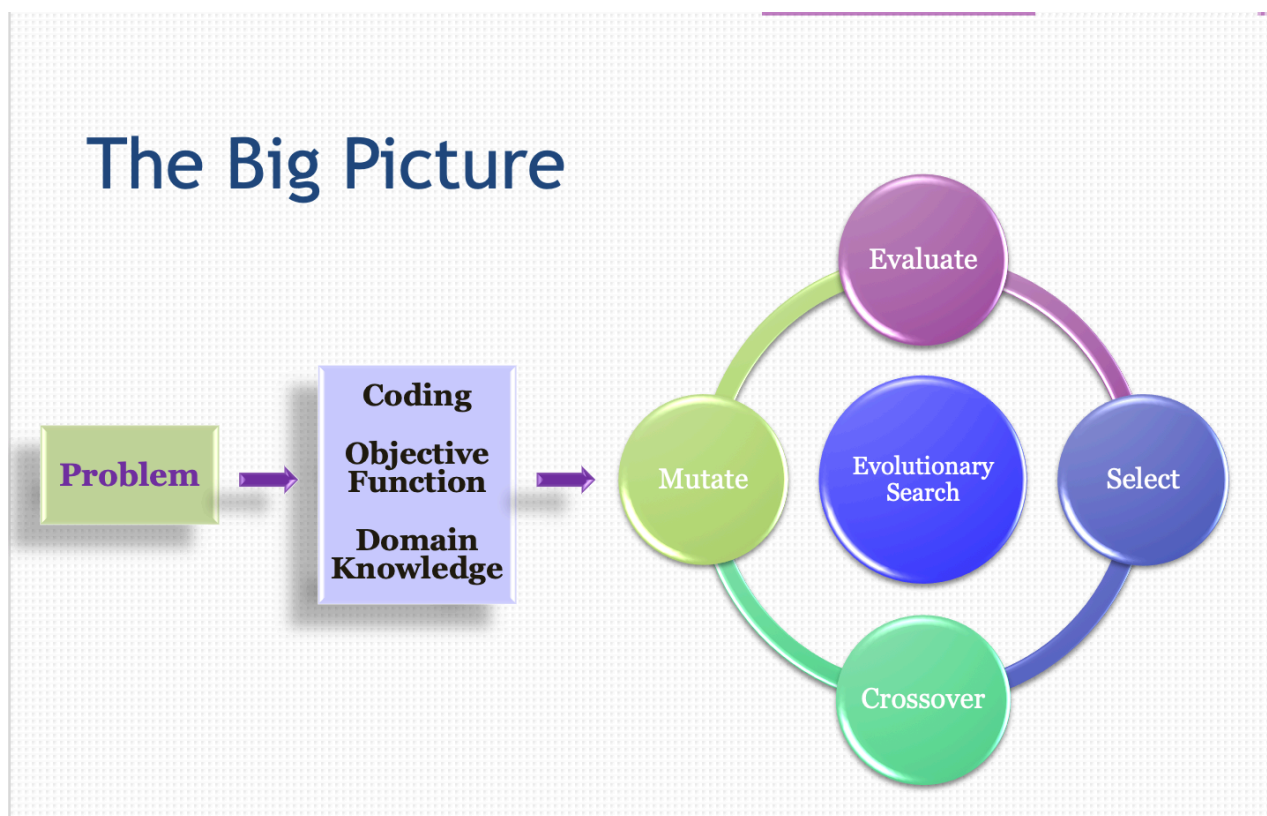 The Big Picture
Problem
Coding
Objective
Function
Domain
Knowledge
Evaluate
Mutate
Evolutionary
Search
Select
Crossover